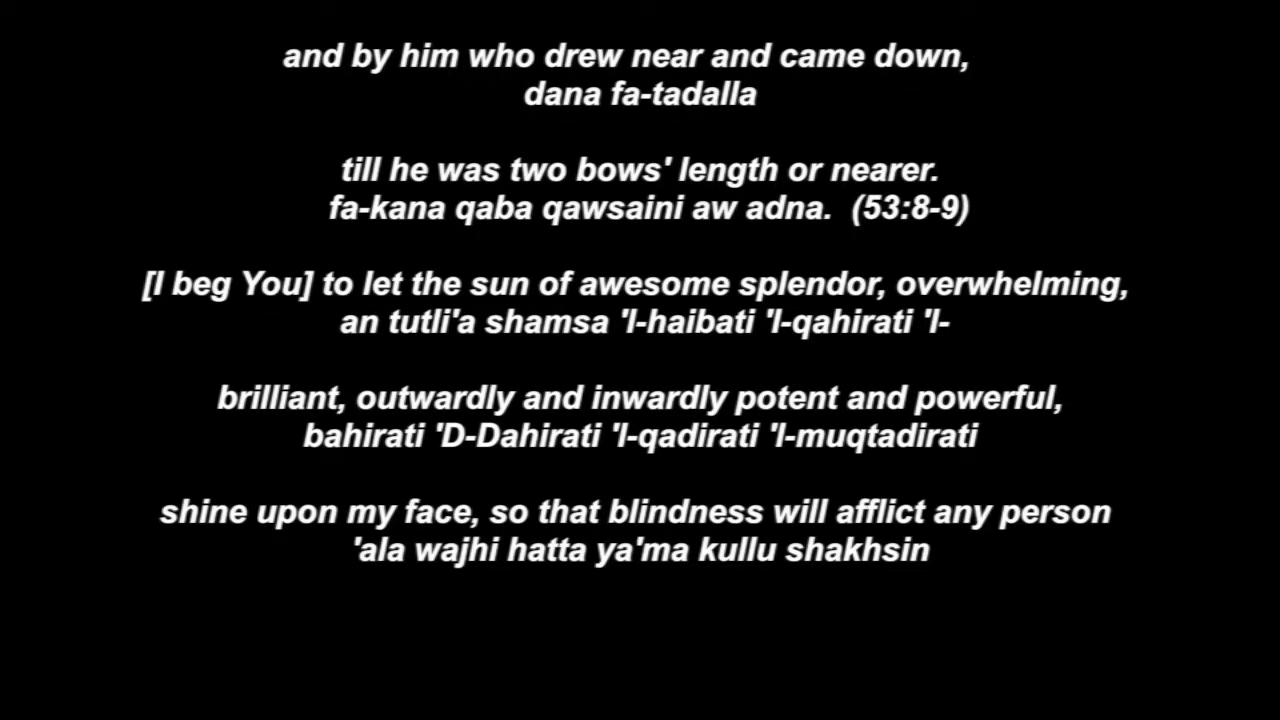 and by him who drew near and came down,
dana fa-tadalla
till he was two bows' length or nearer.
fa-kana qaba qawsaini aw adna. (53:8-9)
[I beg You] to let the sun of awesome splendor, overwhelming,
an tutli'a shamsa 'l-haibati 'l-qahirati 'l-
brilliant, outwardly and inwardly potent and powerful,
bahirati 'D-Dahirati 'l-qadirati 'l-muqtadirati
shine upon my face, so that blindness will afflict any person
'ala wajhi hatta ya'ma kullu shakhsin